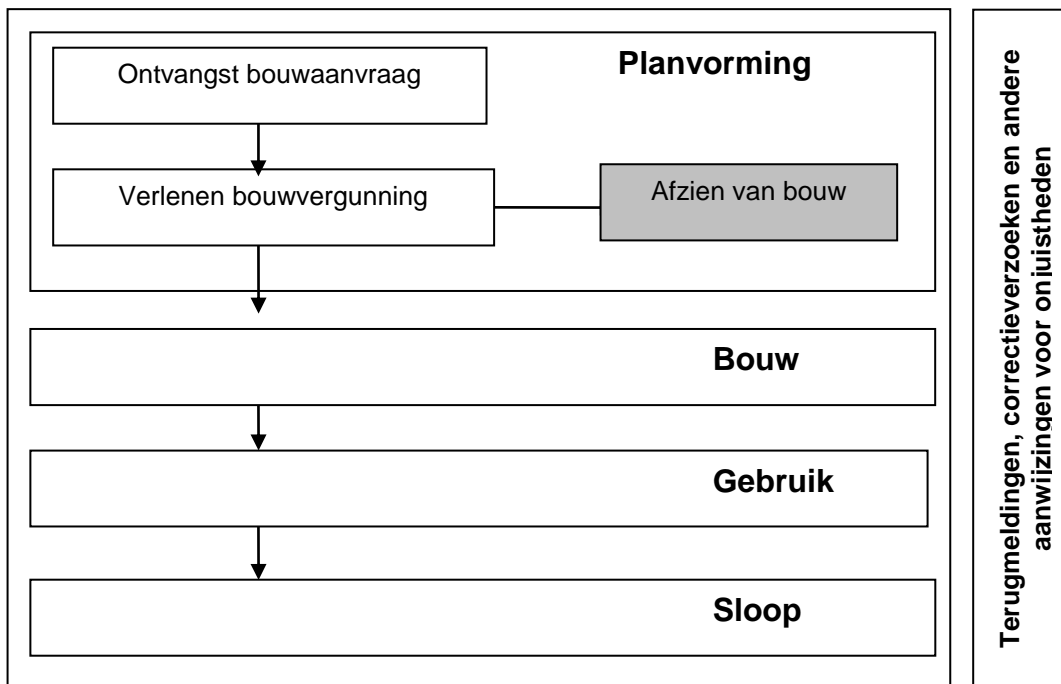 Planvorming
Ontvangst bouwaanvraag
Verlenen bouwvergunning
Afzien van bouw
Bouw
Gebruik
Sloop
Terugmeldingen, correctieverzoeken en andere
aanwijzingen voor onjuistheden